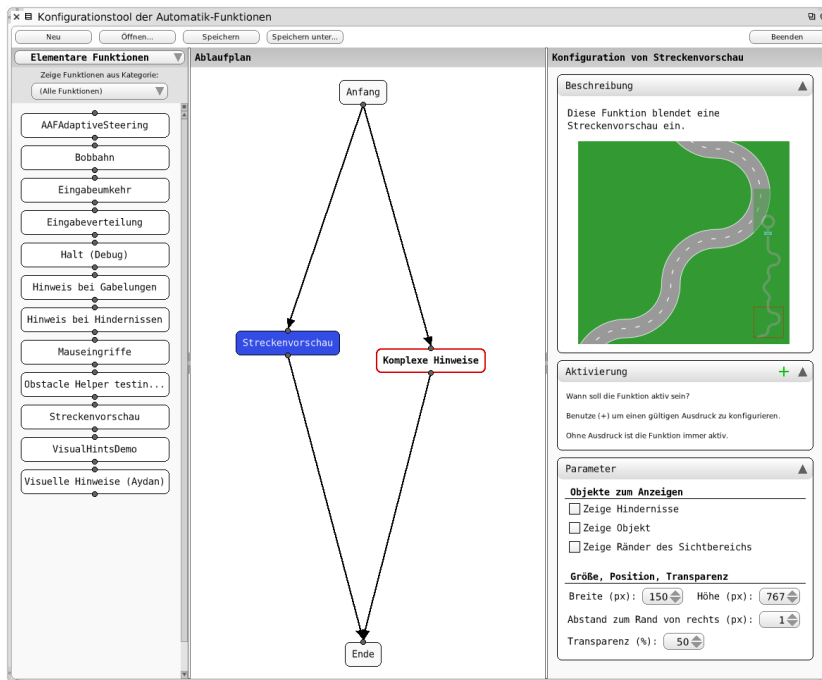 Konfigurationstool der Automatik-Funktionen
Neu
Öffnen...
Speichern
Speichern unter...
Beenden
Elementare Funktionen
Zeige Funktionen aus Kategorie:
(Alle Funktionen)
AAFAdaptiveSteering
Bobbahn
Eingabeumkehr
Eingabeverteilung
Halt (Debug)
Hinweis bei Gabelungen
Hinweis bei Hindernissen
Mauseingriffe
Obstacle Helper testin...
Streckenvorschau
VisualHintsDemo
Visuelle Hinweise (Aydan)
Ablaufplan
Anfang
Streckenvorschau
Komplexe Hinweise
Ende
Konfiguration von Streckenvorschau
Beschreibung
Diese Funktion blendet eine
Streckenvorschau ein.
Aktivierung
Wann soll die Funktion aktiv sein?
Benutze (+) um einen gültigen Ausdruck zu konfigurieren.
Ohne Ausdruck ist die Funktion immer aktiv.
Parameter
Objekte zum Anzeigen
Zeige Hindernisse
Zeige Objekt
Zeige Ränder des Sichtbereichs
Größe, Position, Transparenz
Breite (px): 150 Höhe (px): 767
Abstand zum Rand von rechts (px): 1
Transparenz (%): 50